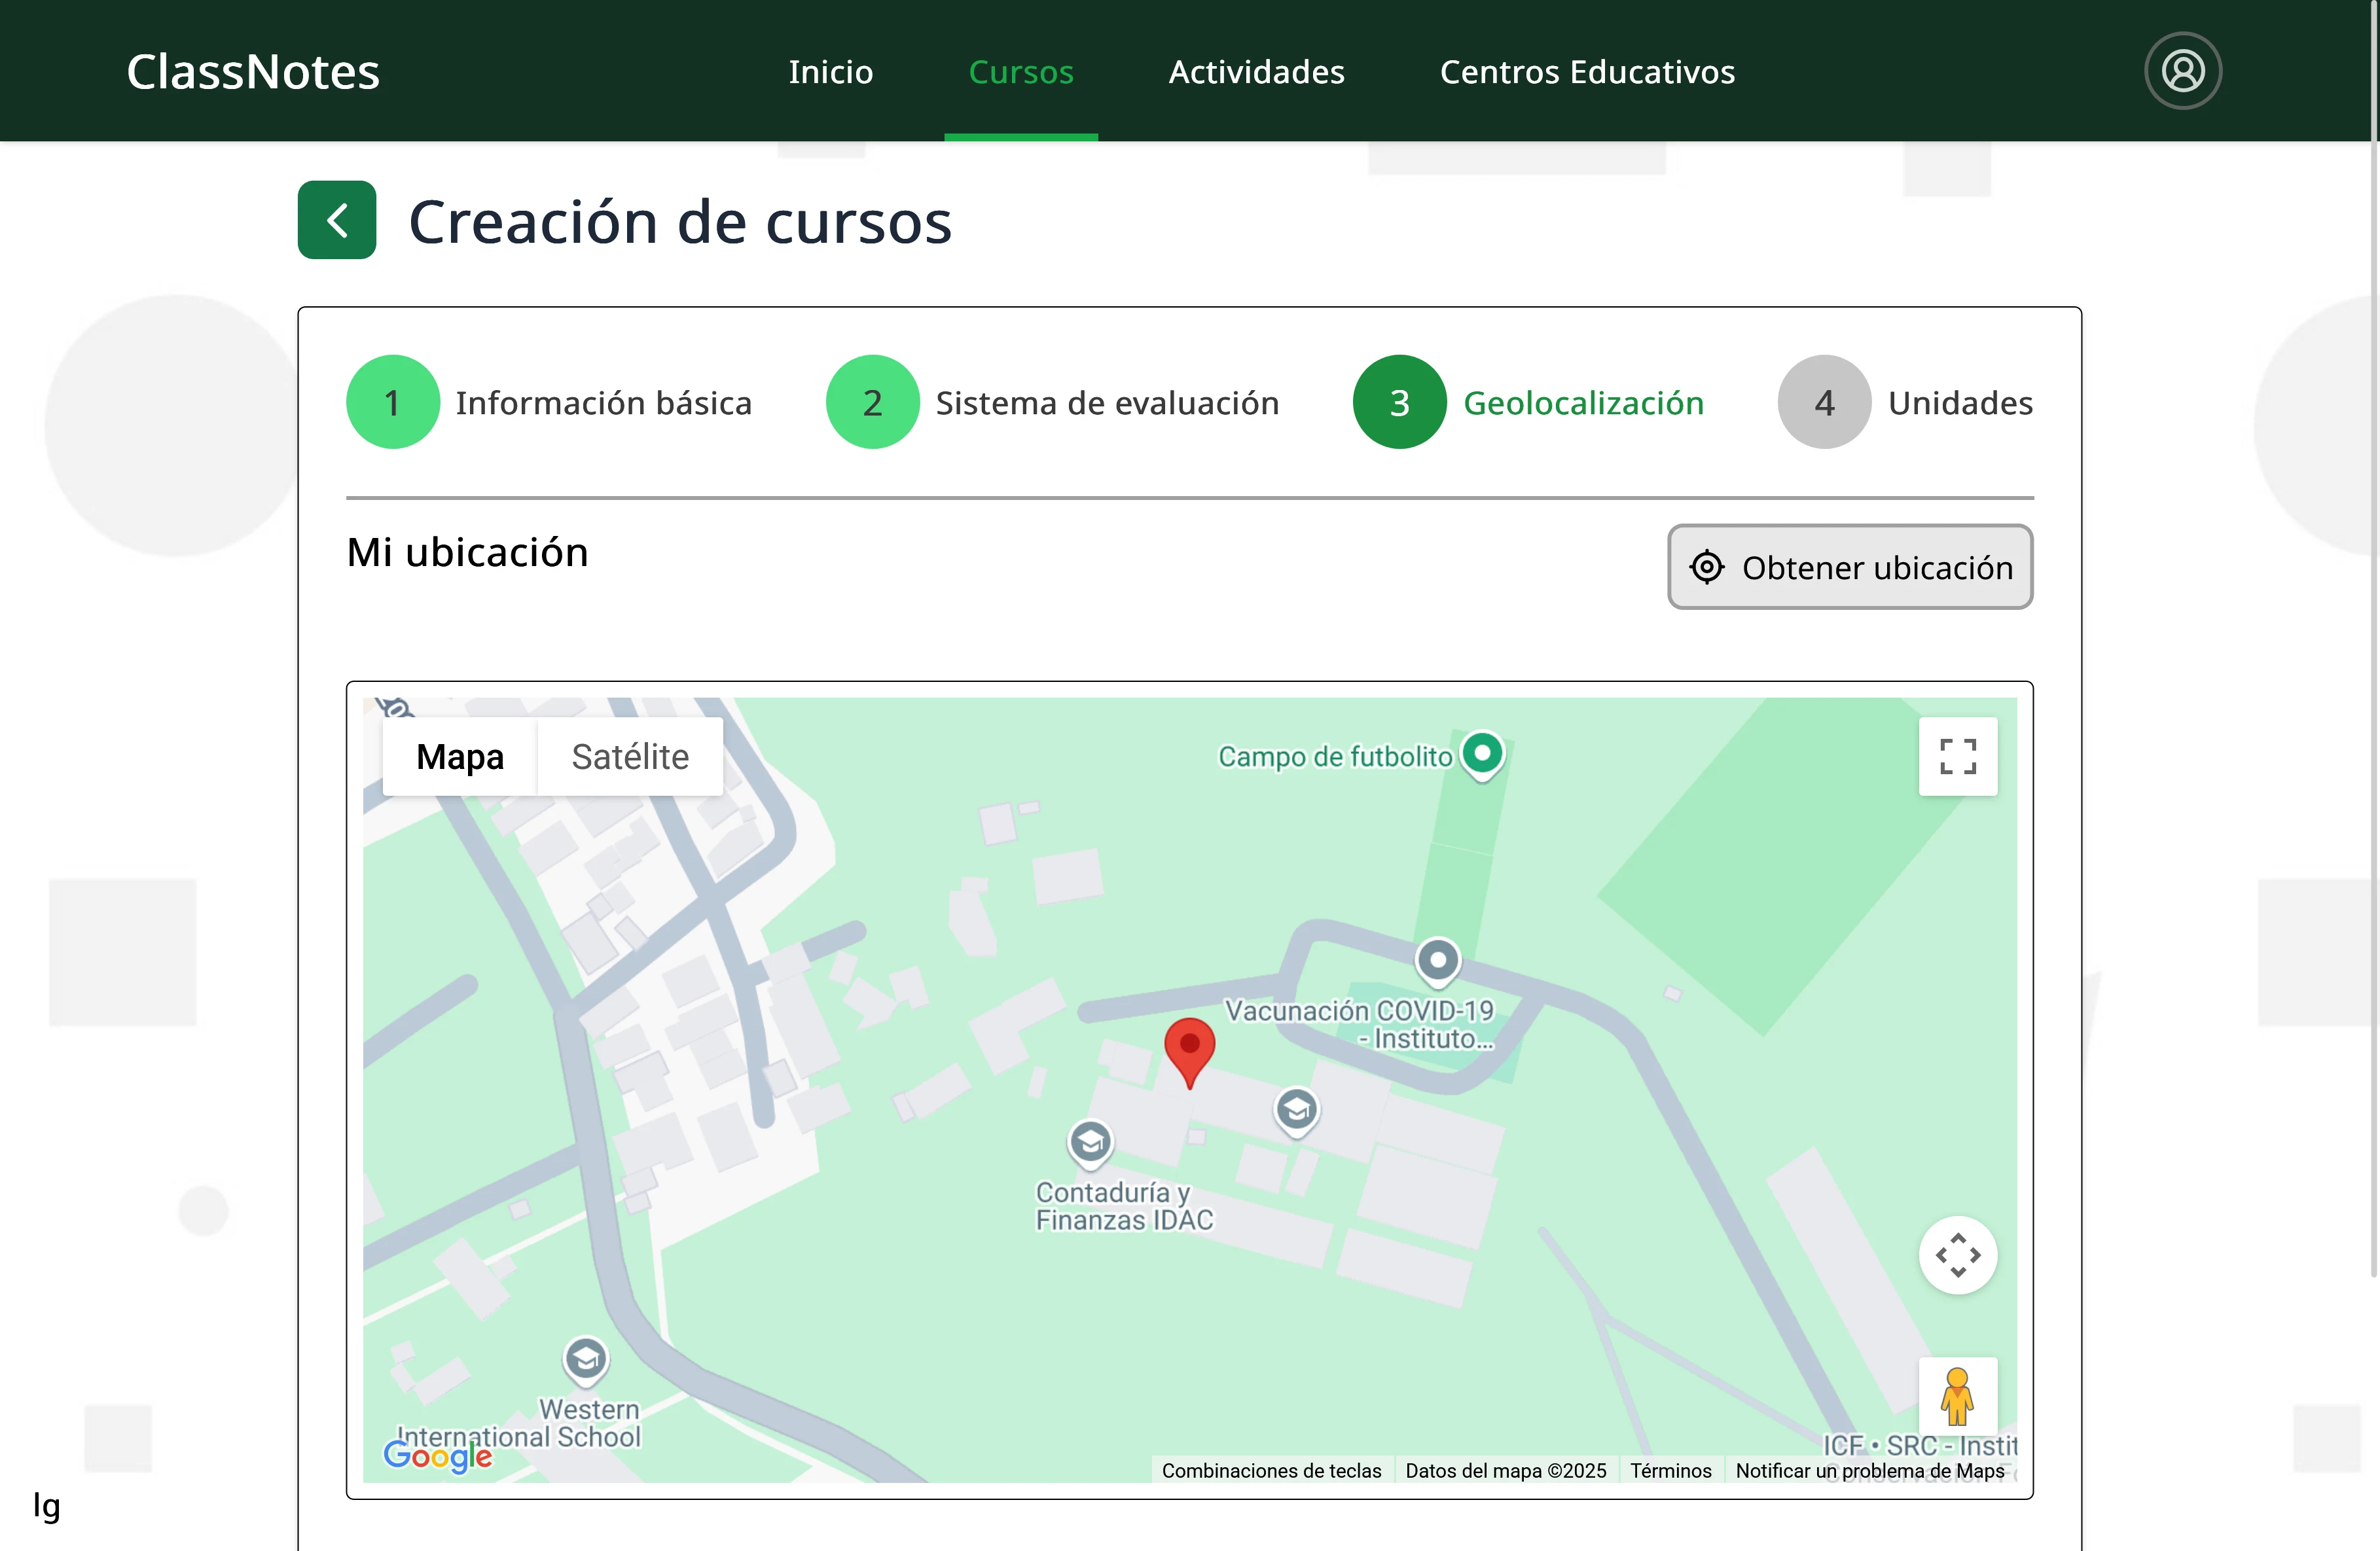 ClassNotes
Inicio
Cursos
Actividades
Centros Educativos
Creación de cursos
1
Información básica
2
Sistema de evaluación
3
Geolocalización
4
Unidades
Mi ubicación
Obtener ubicación
Mapa
Satélite
Campo de futbolito
Vacunación COVID-19
- Instituto...
Contaduría y
Finanzas IDAC
Western
International School
ICF • SRC - Instit
Google
Combinaciones de teclas
Datos del mapa ©2025
Términos
Notificar un problema de Maps
lg